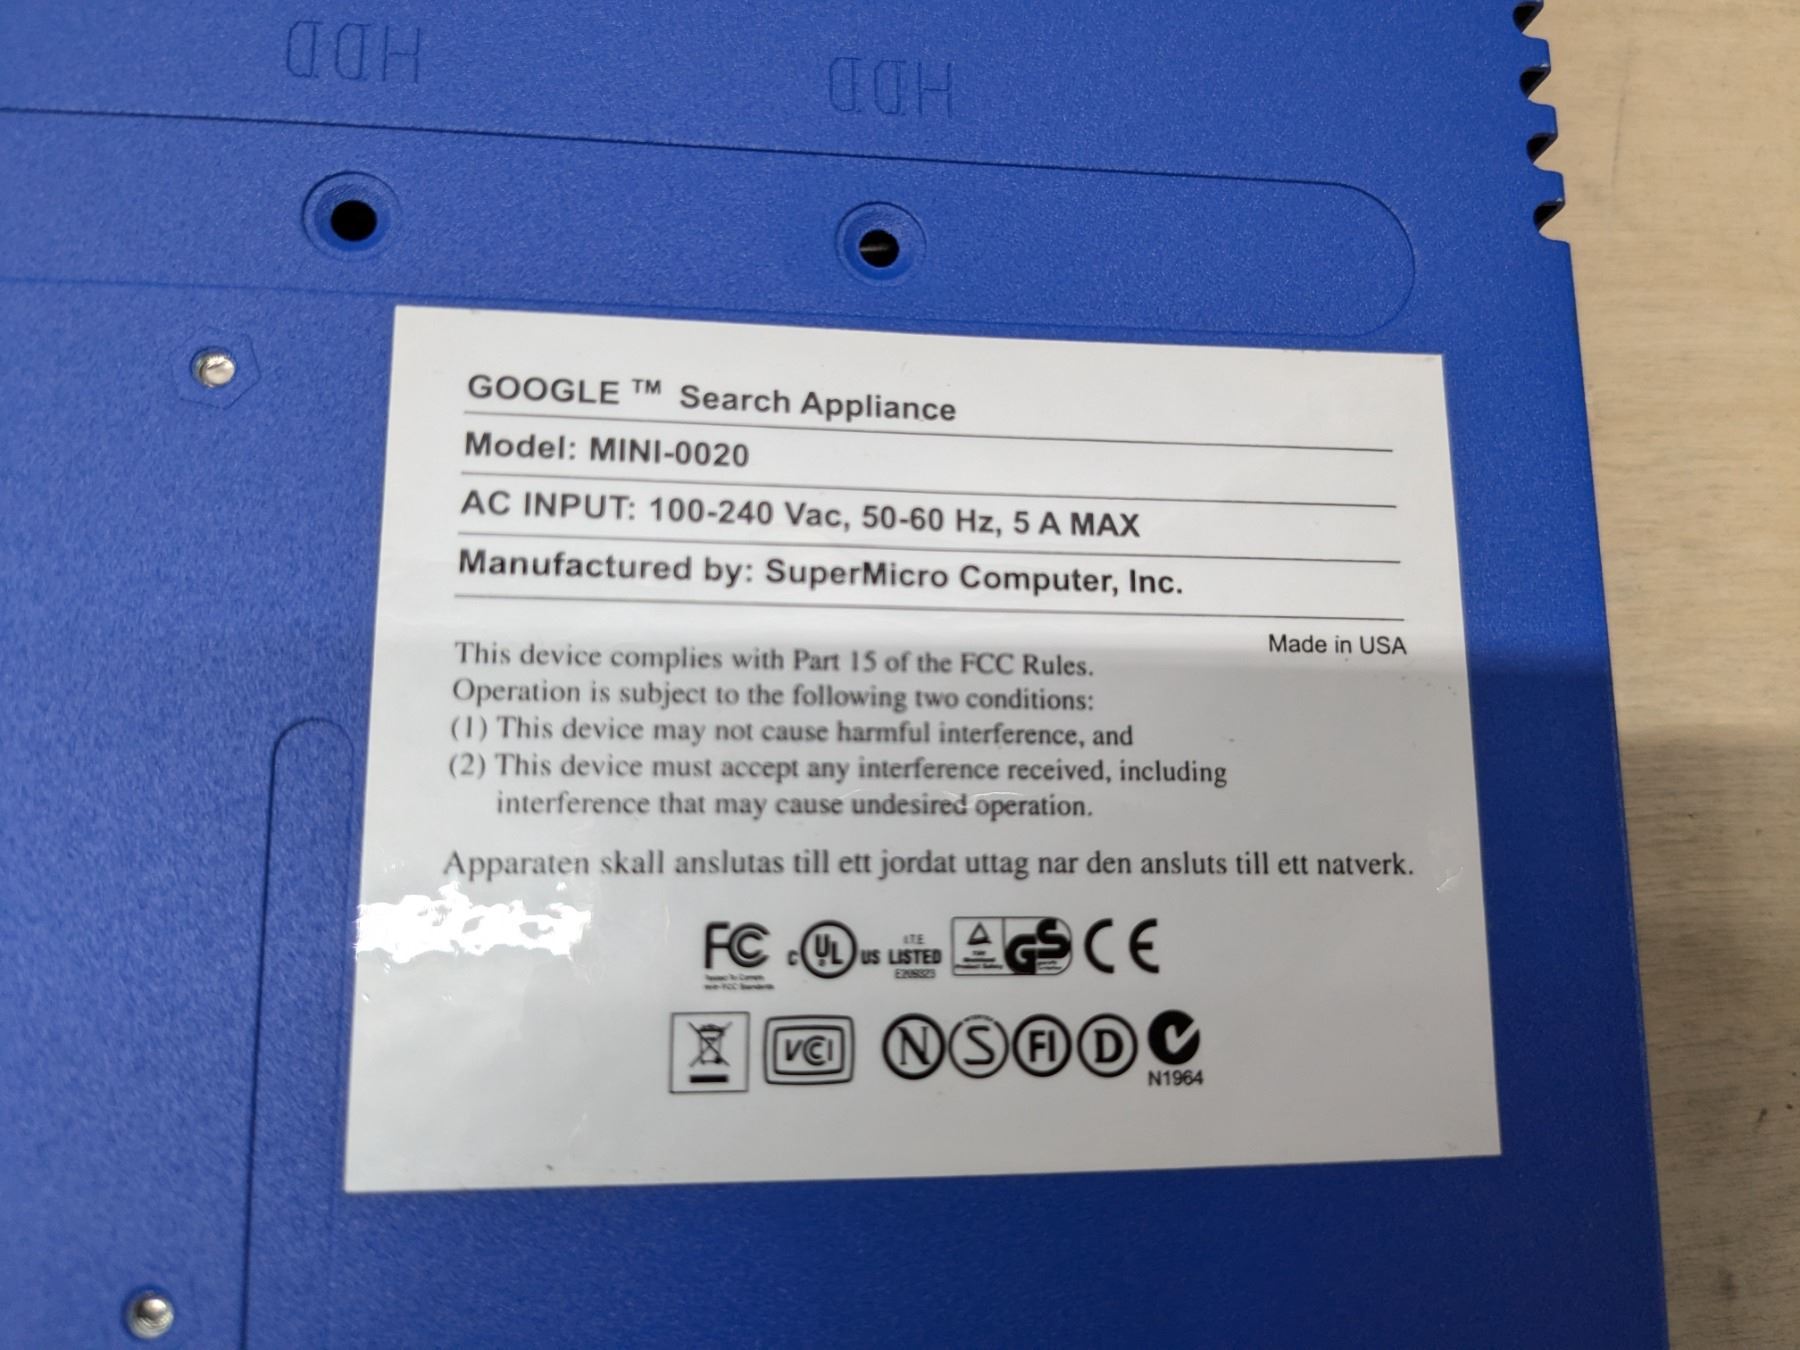 HDD HDD
GOOGLE ™ Search Appliance
Model: MINI-0020
AC INPUT: 100-240 Vac, 50-60 Hz, 5 A MAX
Manufactured by: SuperMicro Computer, Inc.
Made in USA
This device complies with Part 15 of the FCC Rules.
Operation is subject to the following two conditions:
(1) This device may not cause harmful interference, and
(2) This device must accept any interference received, including
interference that may cause undesired operation.
Apparaten skall anslutas till ett jordat uttag nar den ansluts till ett natverk.
FC c UL US LISTED I.T.E. E209323 GS CE
VCI N S FI D
N1964